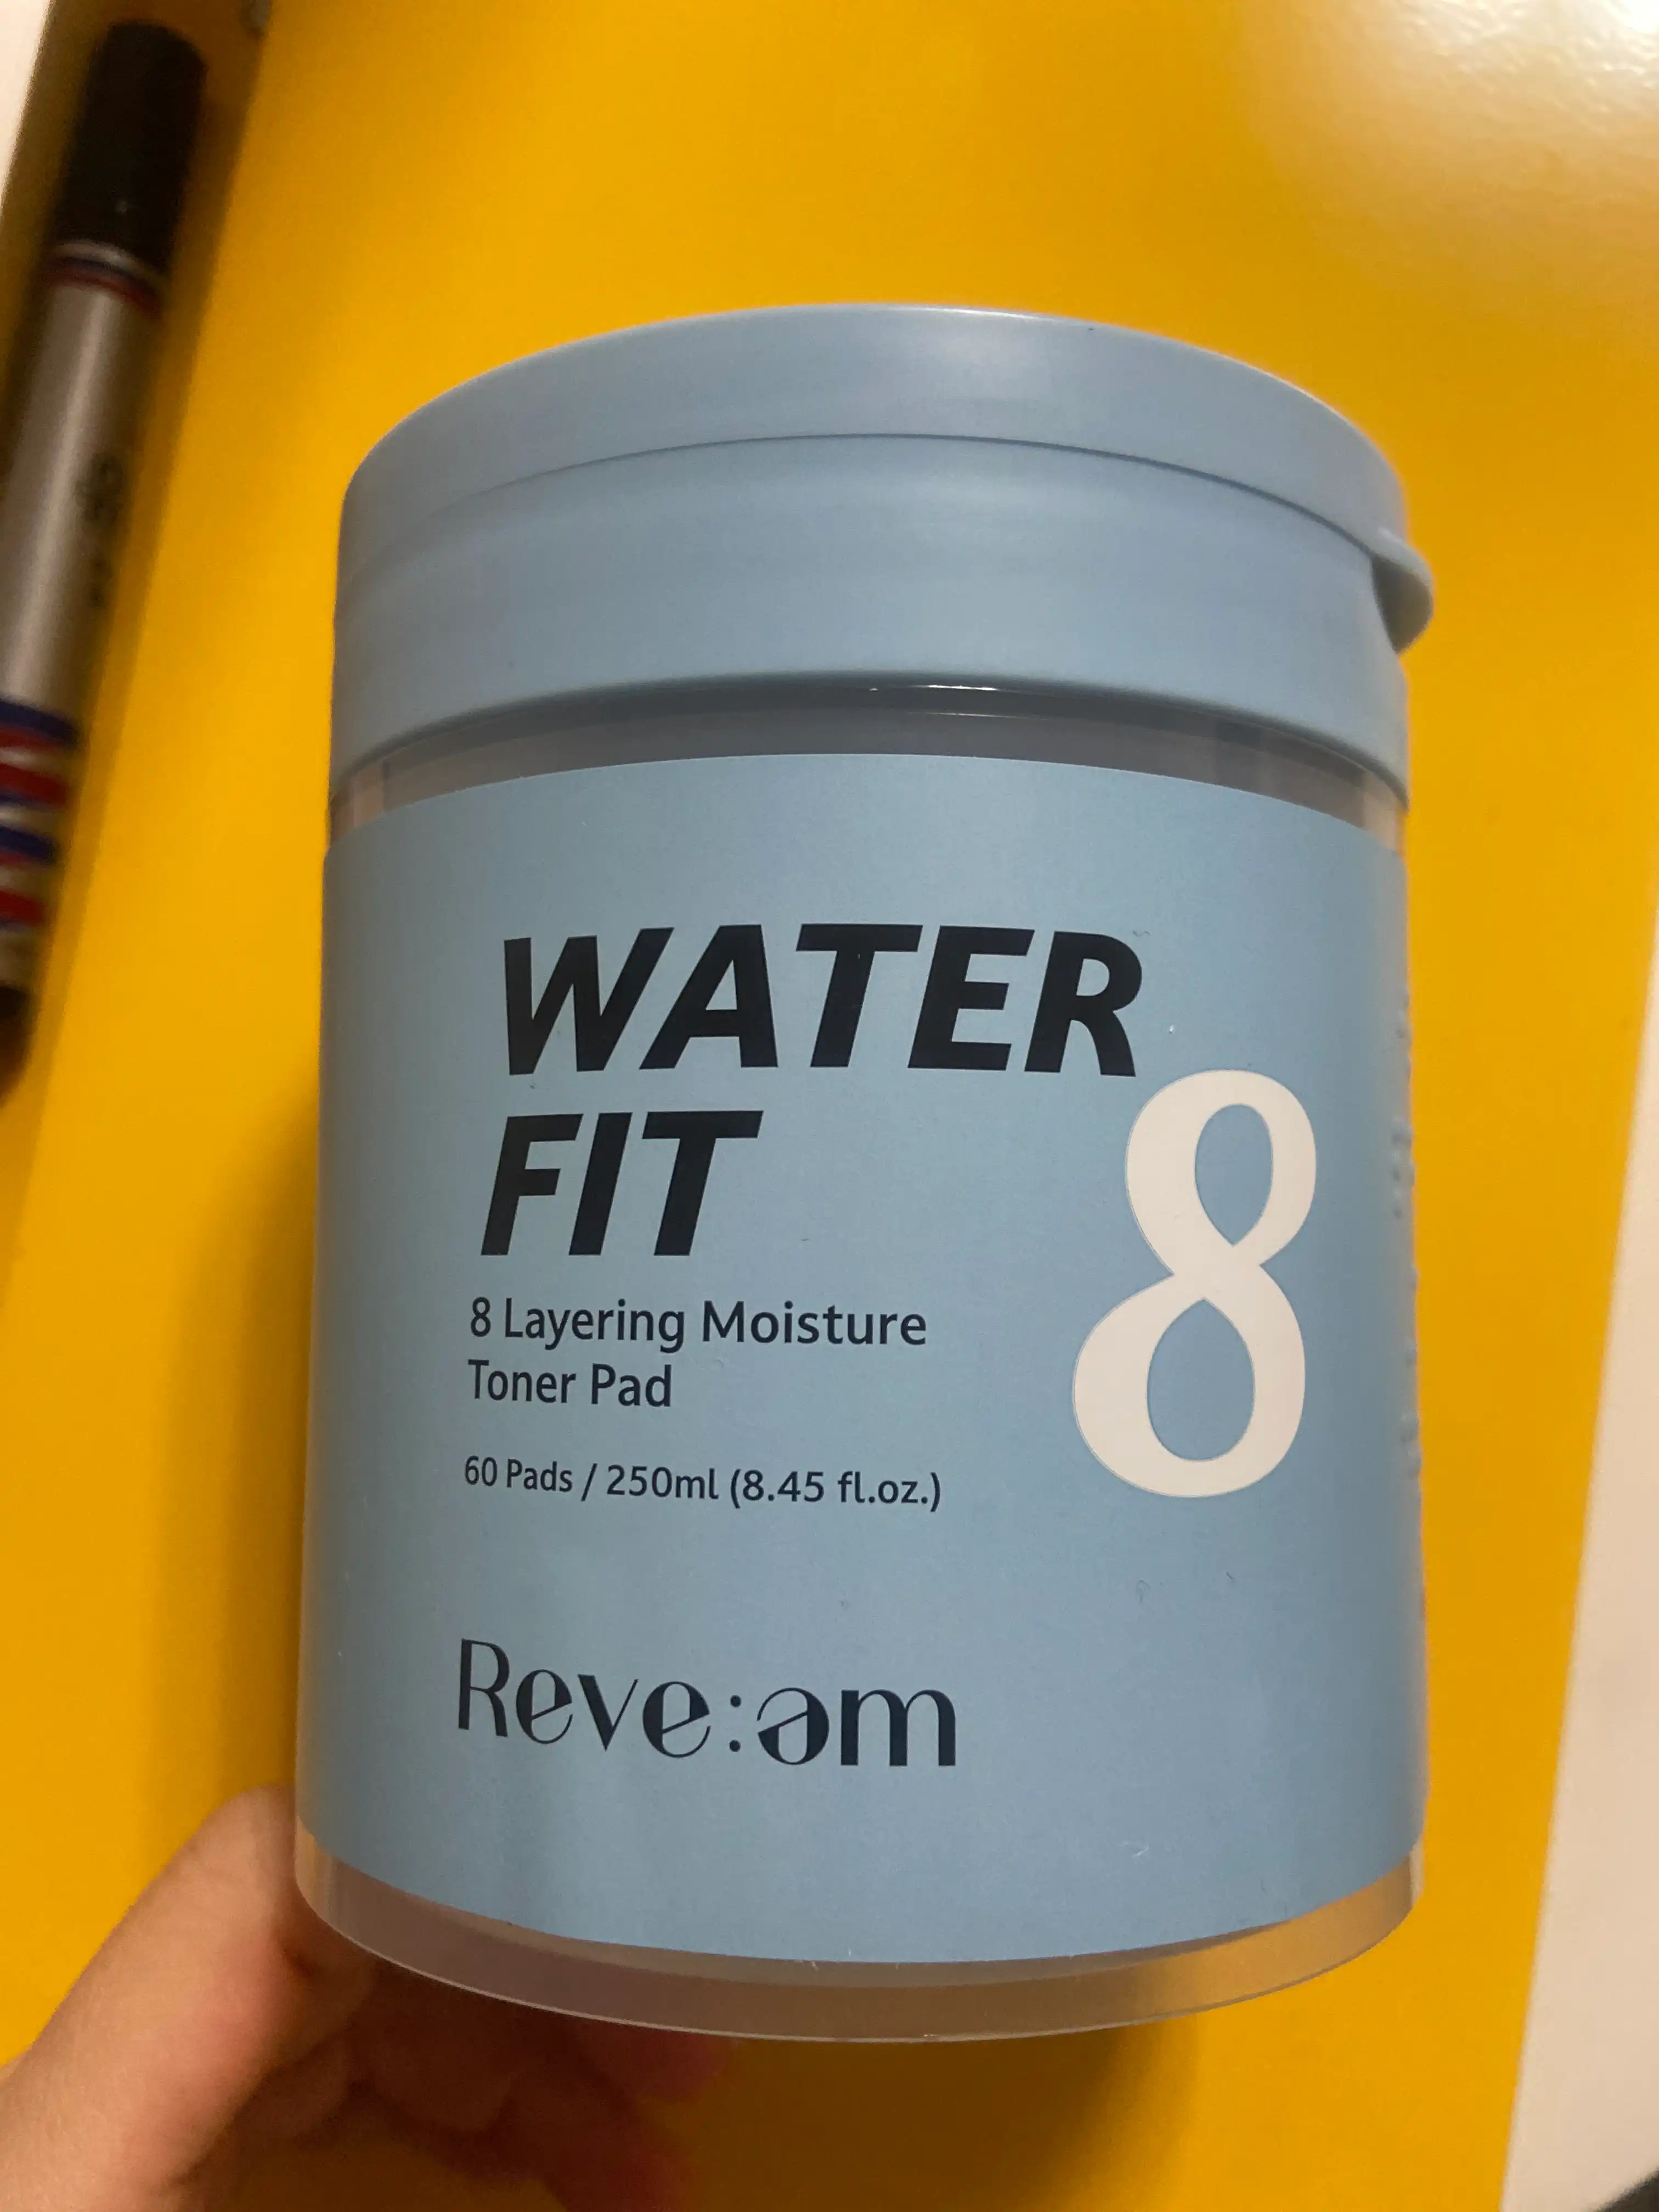 WATER
FIT
8
8 Layering Moisture
Toner Pad
60 Pads / 250ml (8.45 fl.oz.)
Reve:əm